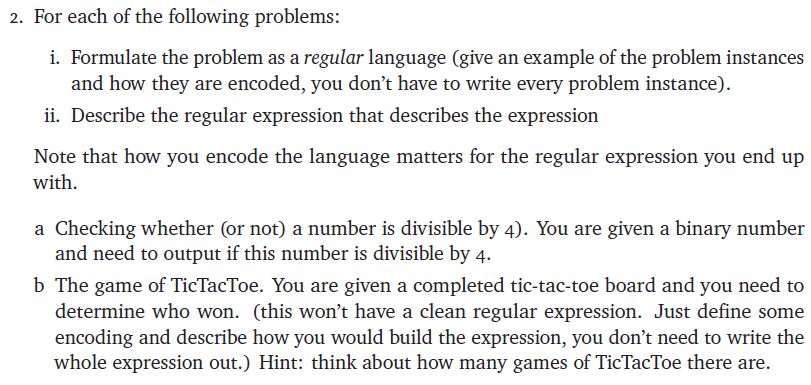 2. For each of the following problems:
i. Formulate the problem as a regular language (give an example of the problem instances
and how they are encoded, you don't have to write every problem instance).
ii. Describe the regular expression that describes the expression
Note that how you encode the language matters for the regular expression you end up
with.
a Checking whether (or not) a number is divisible by 4). You are given a binary number
and need to output if this number is divisible by 4.
b The game of TicTacToe. You are given a completed tic-tac-toe board and you need to
determine who won. (this won't have a clean regular expression. Just define some
encoding and describe how you would build the expression, you don't need to write the
whole expression out.) Hint: think about how many games of TicTacToe there are.